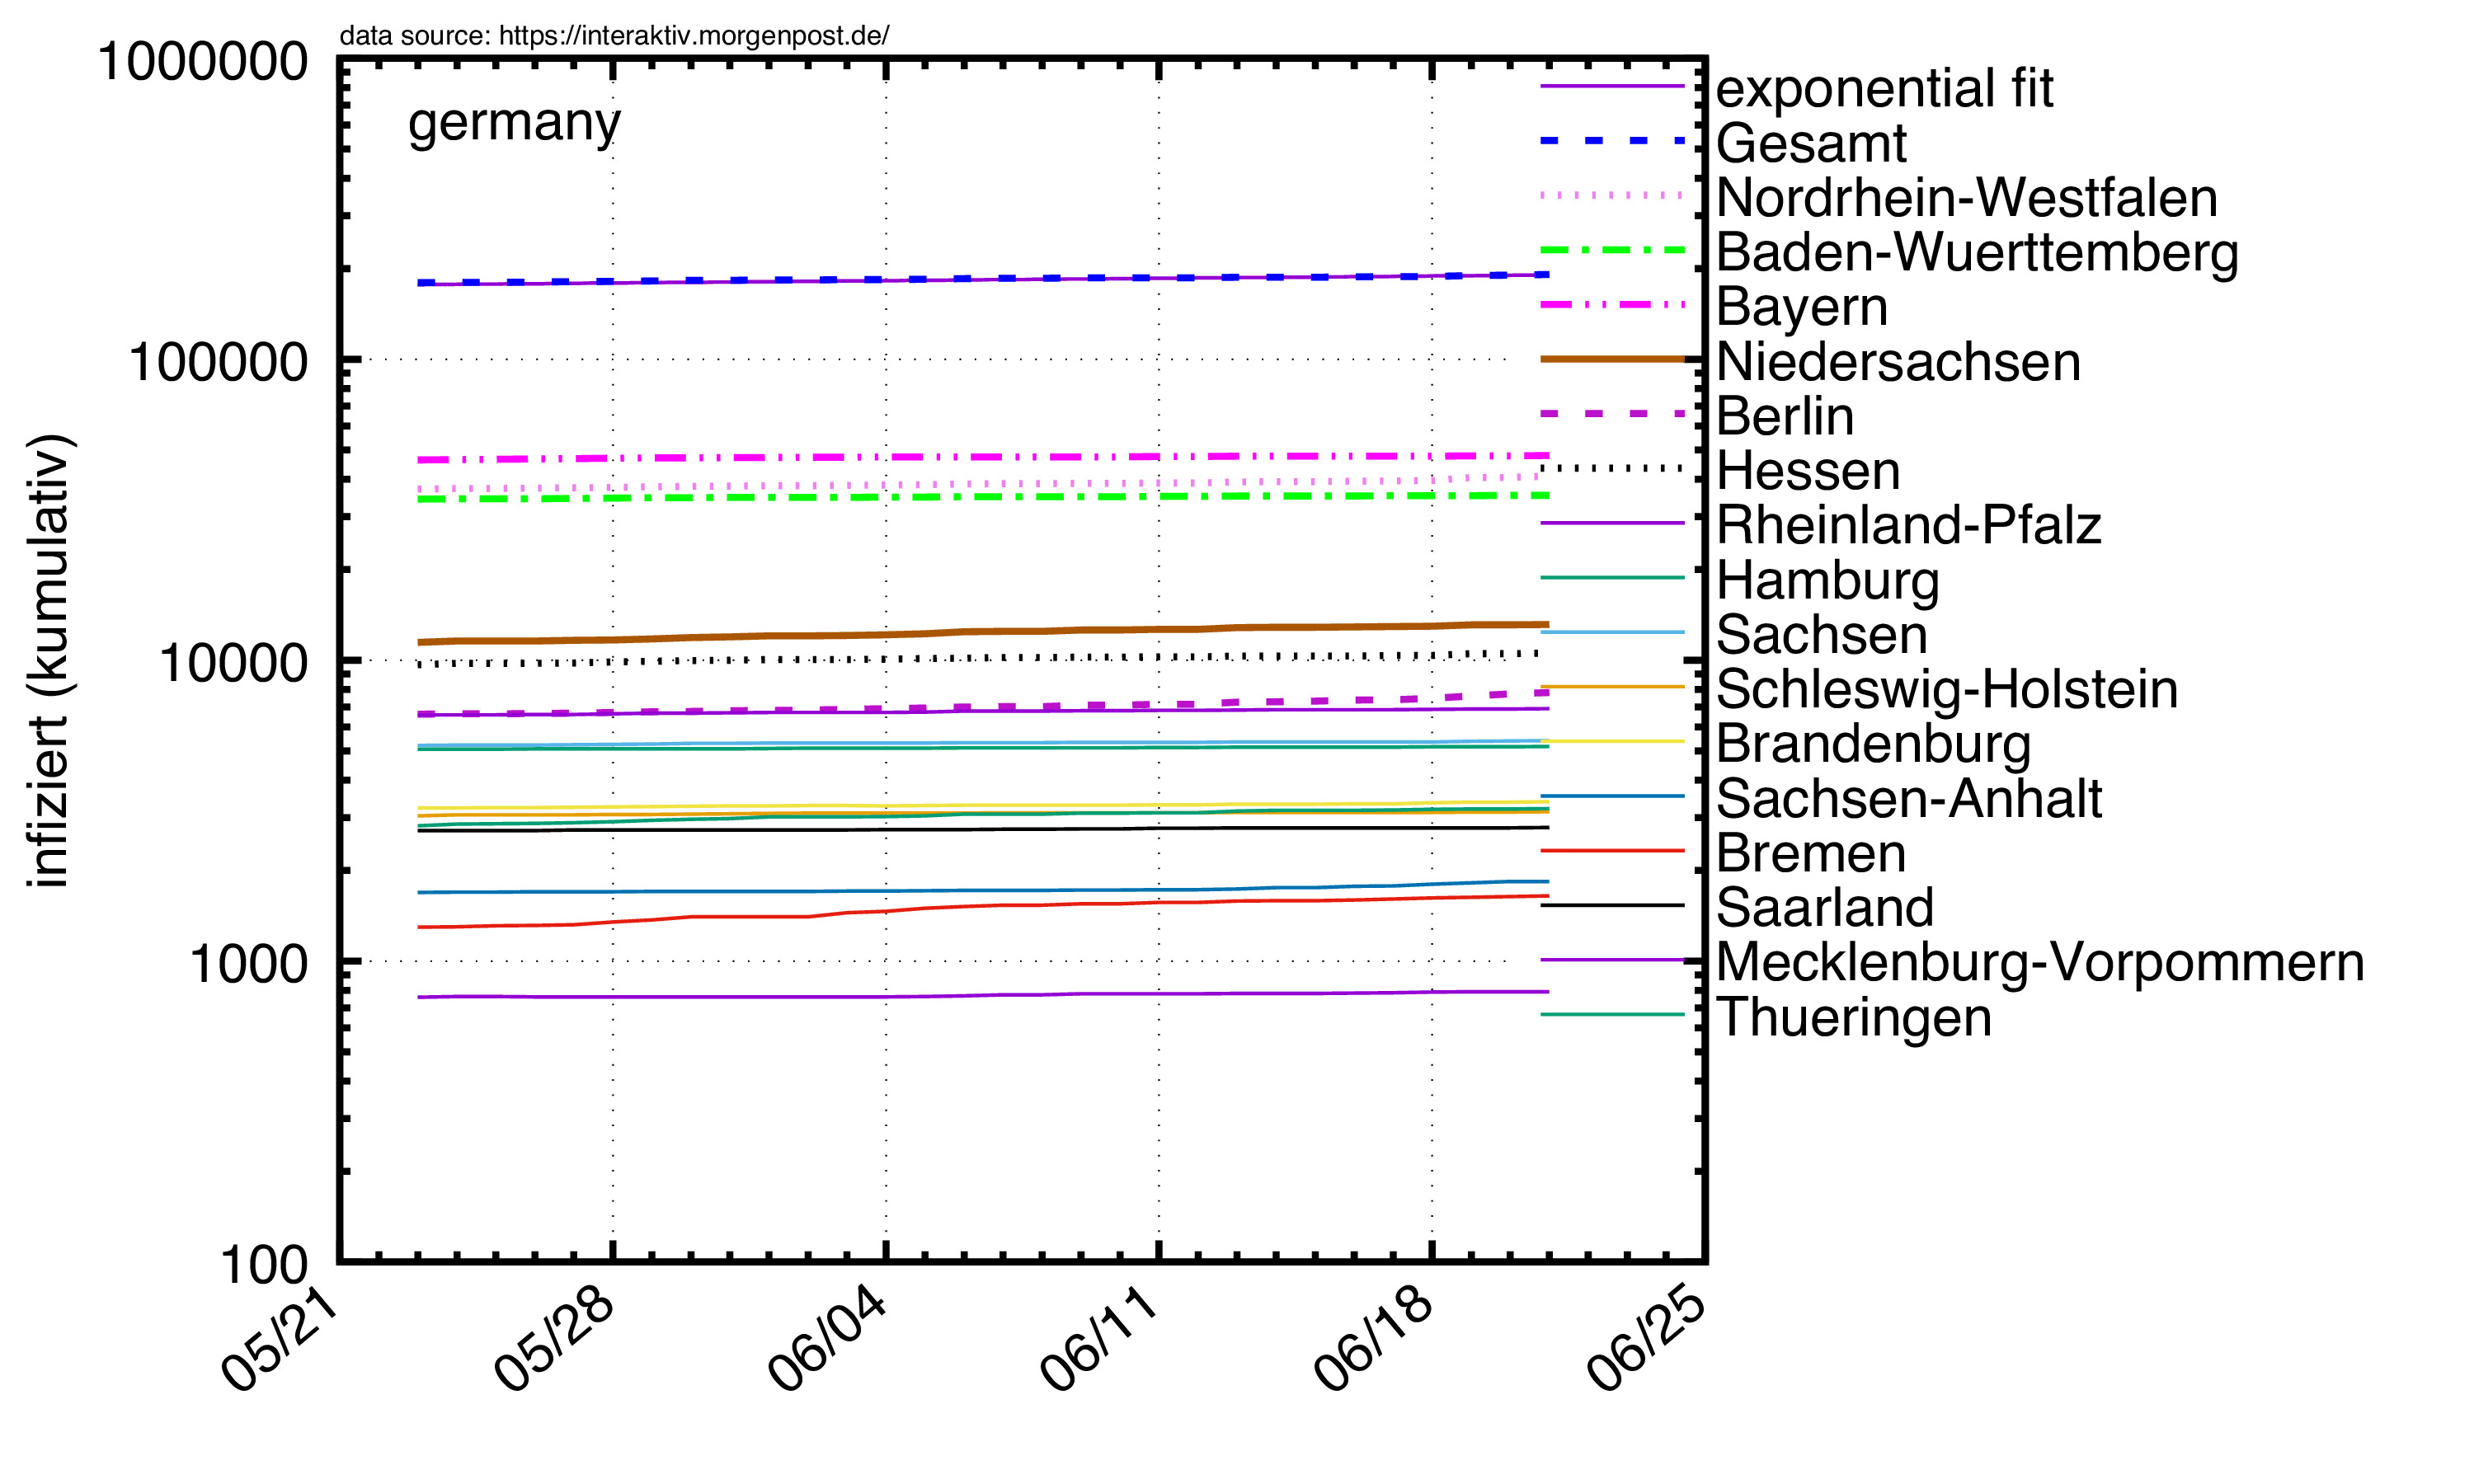 data source: https://interaktiv.morgenpost.de/
germany
infiziert (kumulativ)
1000000
100000
10000
1000
100
05/21
05/28
06/04
06/11
06/18
06/25
exponential fit
Gesamt
Nordrhein-Westfalen
Baden-Wuerttemberg
Bayern
Niedersachsen
Berlin
Hessen
Rheinland-Pfalz
Hamburg
Sachsen
Schleswig-Holstein
Brandenburg
Sachsen-Anhalt
Bremen
Saarland
Mecklenburg-Vorpommern
Thueringen